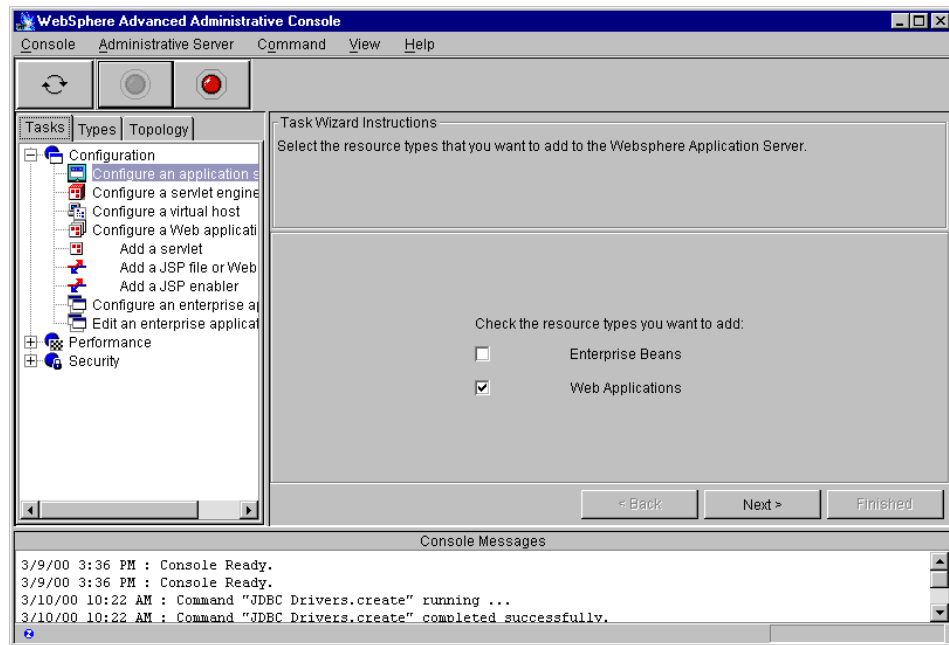 WebSphere Advanced Administrative Console
Console Administrative Server Command View Help
Tasks Types Topology
Configuration
Configure an application s
Configure a servlet engine
Configure a virtual host
Configure a Web applicati
Add a servlet
Add a JSP file or Web
Add a JSP enabler
Configure an enterprise a
Edit an enterprise applicat
Performance
Security
Task Wizard Instructions
Select the resource types that you want to add to the Websphere Application Server.
Check the resource types you want to add:
Enterprise Beans
Web Applications
< Back Next > Finished
Console Messages
3/9/00 3:36 PM : Console Ready.
3/9/00 3:36 PM : Console Ready.
3/10/00 10:22 AM : Command "JDBC Drivers.create" running ...
3/10/00 10:22 AM : Command "JDBC Drivers.create" completed successfully.